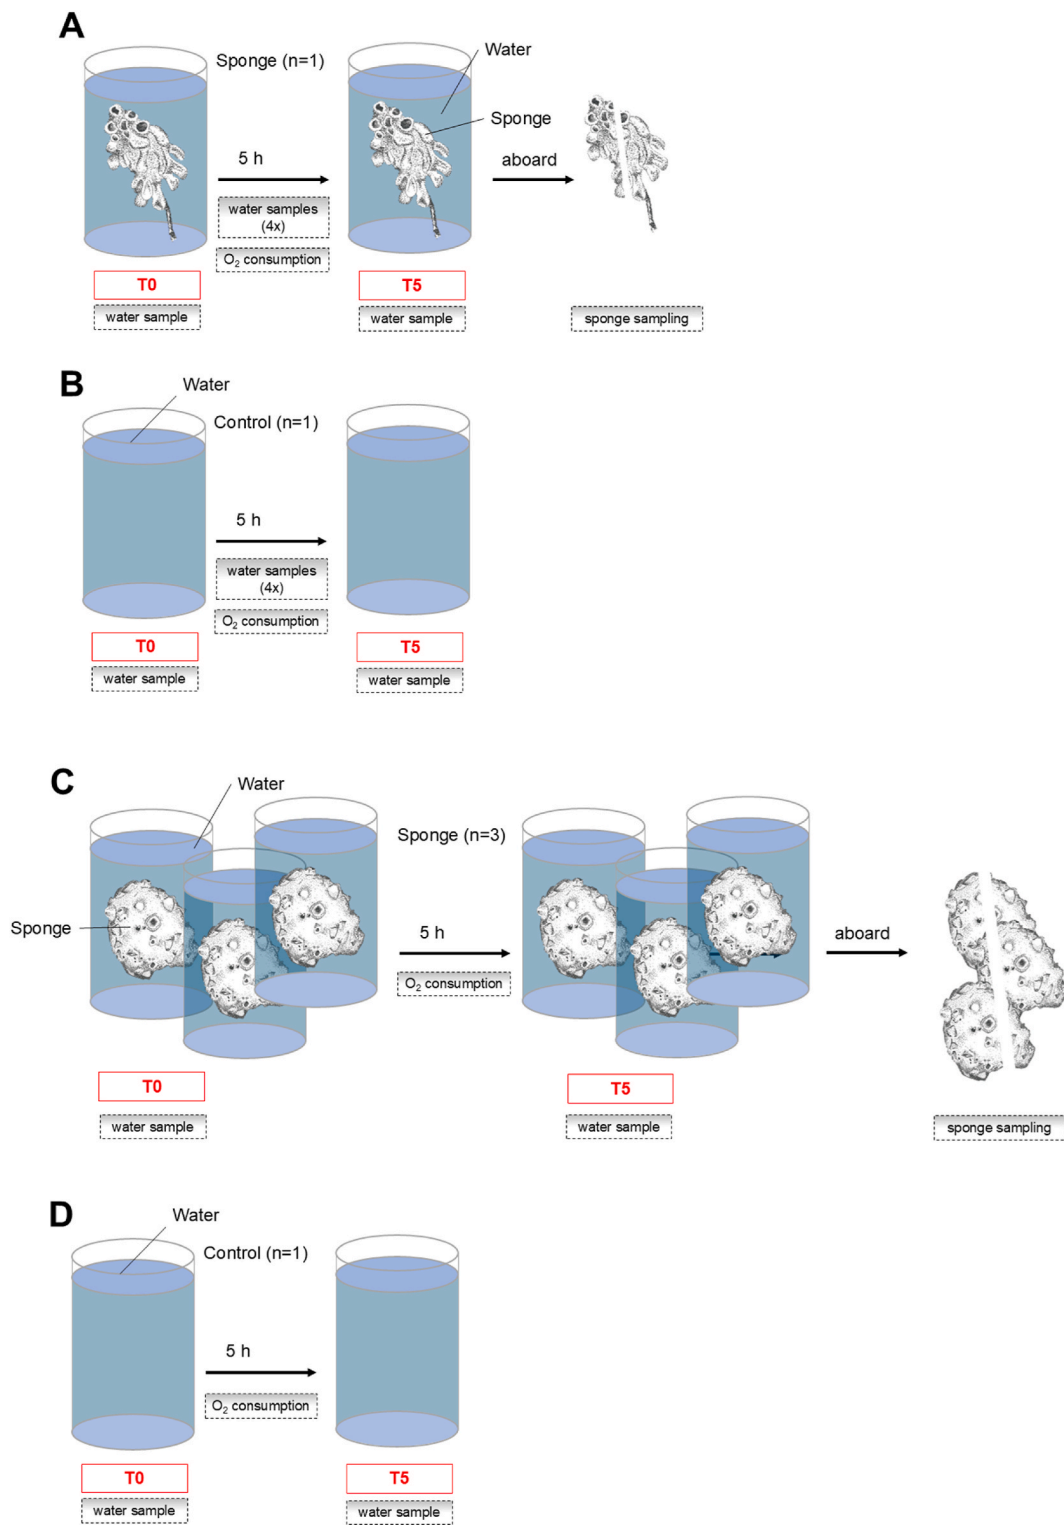 A
Sponge (n=1)
Water
Sponge
5 h
aboard
water samples
(4x)
O₂ consumption
T0
T5
water sample
water sample
sponge sampling
B
Water
Control (n=1)
5 h
water samples
(4x)
O₂ consumption
T0
T5
water sample
water sample
C
Water
Sponge (n=3)
Sponge
5 h
aboard
O₂ consumption
T0
T5
water sample
water sample
sponge sampling
D
Water
Control (n=1)
5 h
O₂ consumption
T0
T5
water sample
water sample